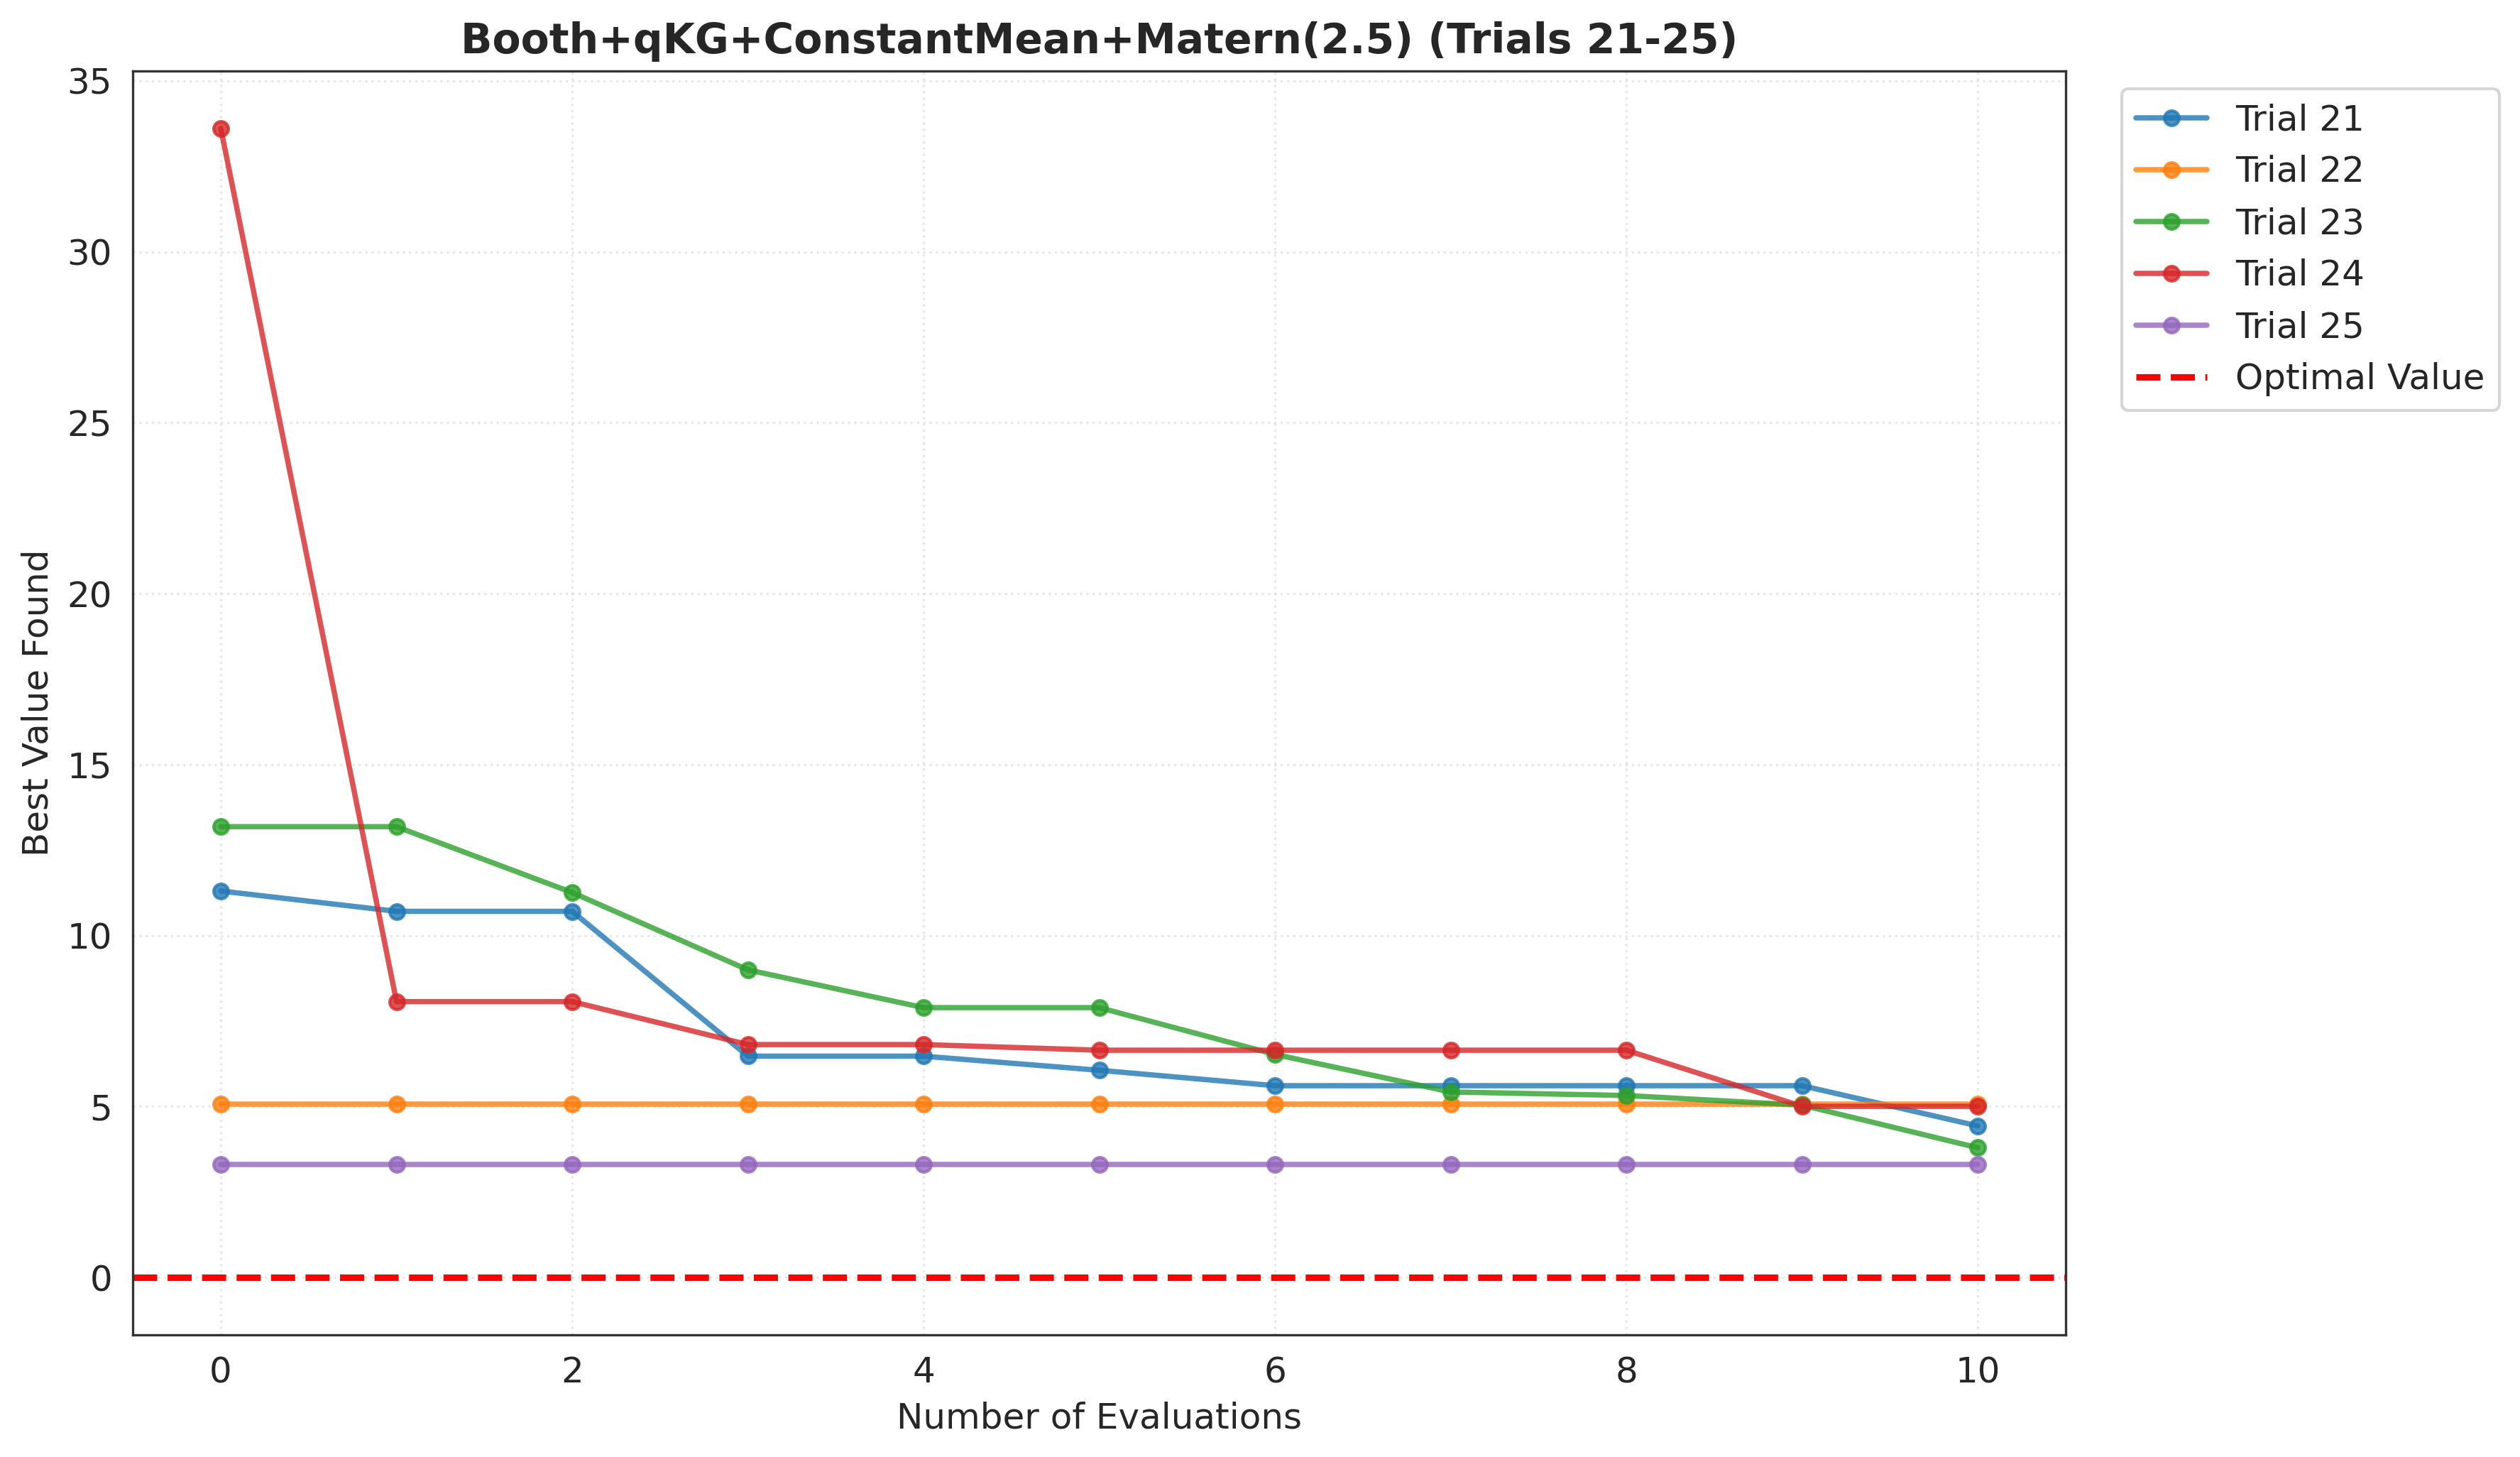 Booth+qKG+ConstantMean+Matern(2.5) (Trials 21-25)
Best Value Found
35
30
25
20
15
10
5
0
0 2 4 6 8 10
Number of Evaluations
Trial 21
Trial 22
Trial 23
Trial 24
Trial 25
Optimal Value